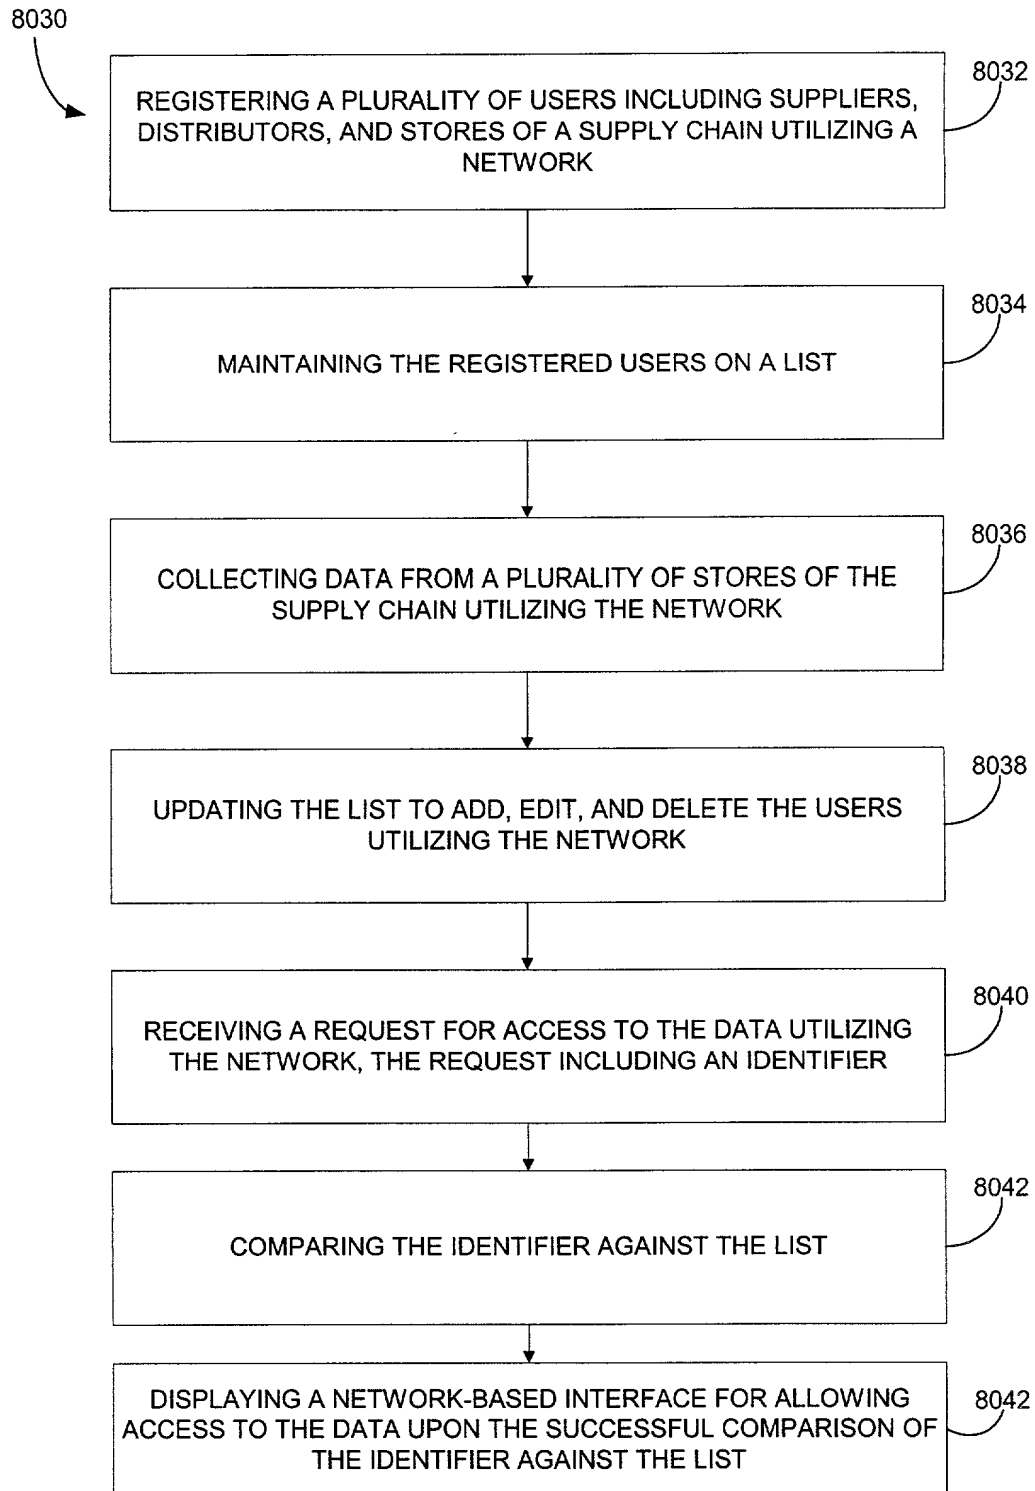 8030
8032
REGISTERING A PLURALITY OF USERS INCLUDING SUPPLIERS,
DISTRIBUTORS, AND STORES OF A SUPPLY CHAIN UTILIZING A
NETWORK
8034
MAINTAINING THE REGISTERED USERS ON A LIST
8036
COLLECTING DATA FROM A PLURALITY OF STORES OF THE
SUPPLY CHAIN UTILIZING THE NETWORK
8038
UPDATING THE LIST TO ADD, EDIT, AND DELETE THE USERS
UTILIZING THE NETWORK
8040
RECEIVING A REQUEST FOR ACCESS TO THE DATA UTILIZING
THE NETWORK, THE REQUEST INCLUDING AN IDENTIFIER
8042
COMPARING THE IDENTIFIER AGAINST THE LIST
8042
DISPLAYING A NETWORK-BASED INTERFACE FOR ALLOWING
ACCESS TO THE DATA UPON THE SUCCESSFUL COMPARISON OF
THE IDENTIFIER AGAINST THE LIST